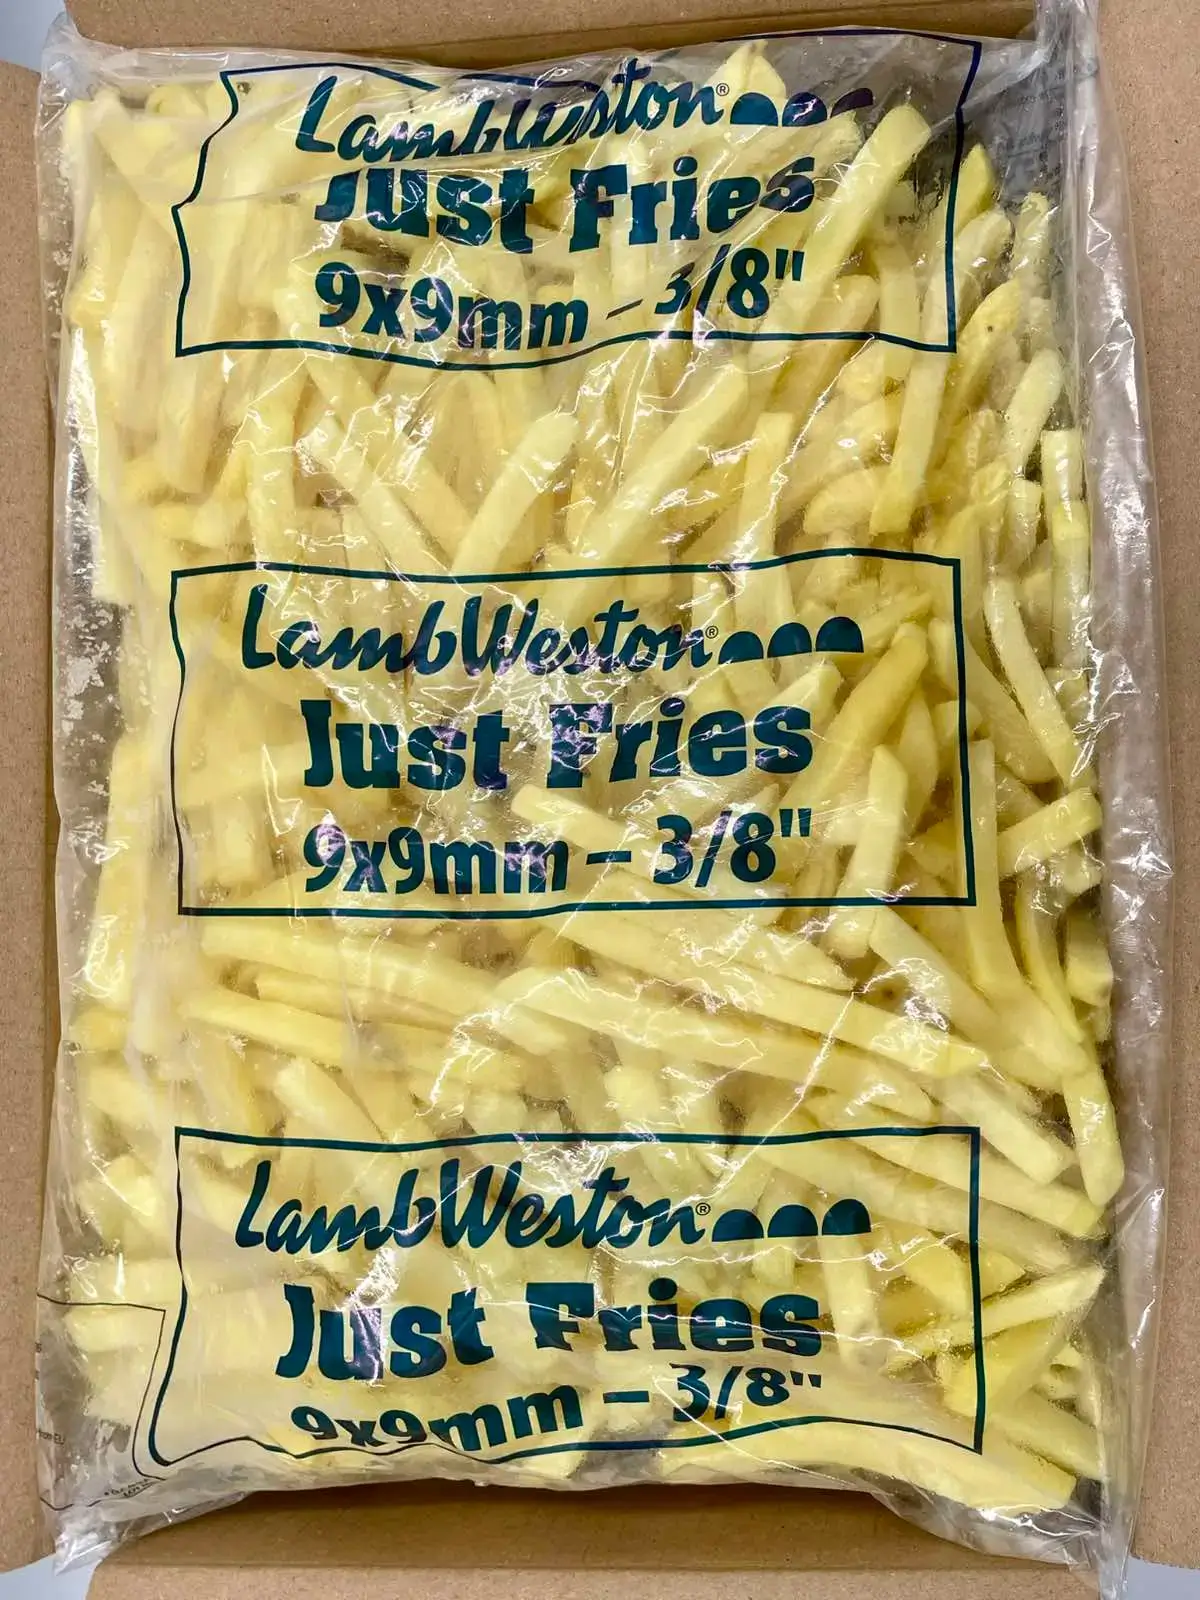 LambWeston®
Just Fries
9x9mm – 3/8"
LambWeston®
Just Fries
9x9mm – 3/8"
LambWeston®
Just Fries
9x9mm – 3/8"